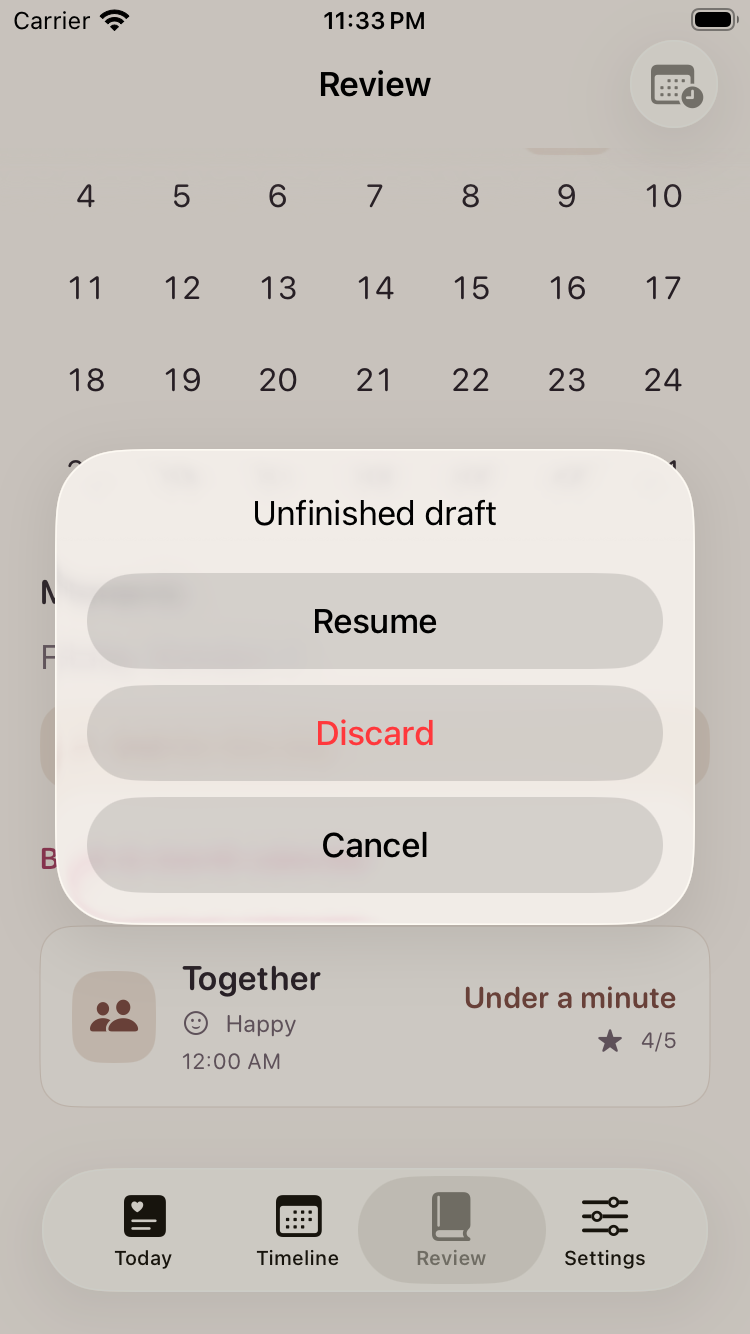 Carrier
11:33 PM
Review
4 5 6 7 8 9 10
11 12 13 14 15 16 17
18 19 20 21 22 23 24
Unfinished draft
Resume
Discard
Cancel
Together
Happy
12:00 AM
Under a minute
4/5
Today
Timeline
Review
Settings